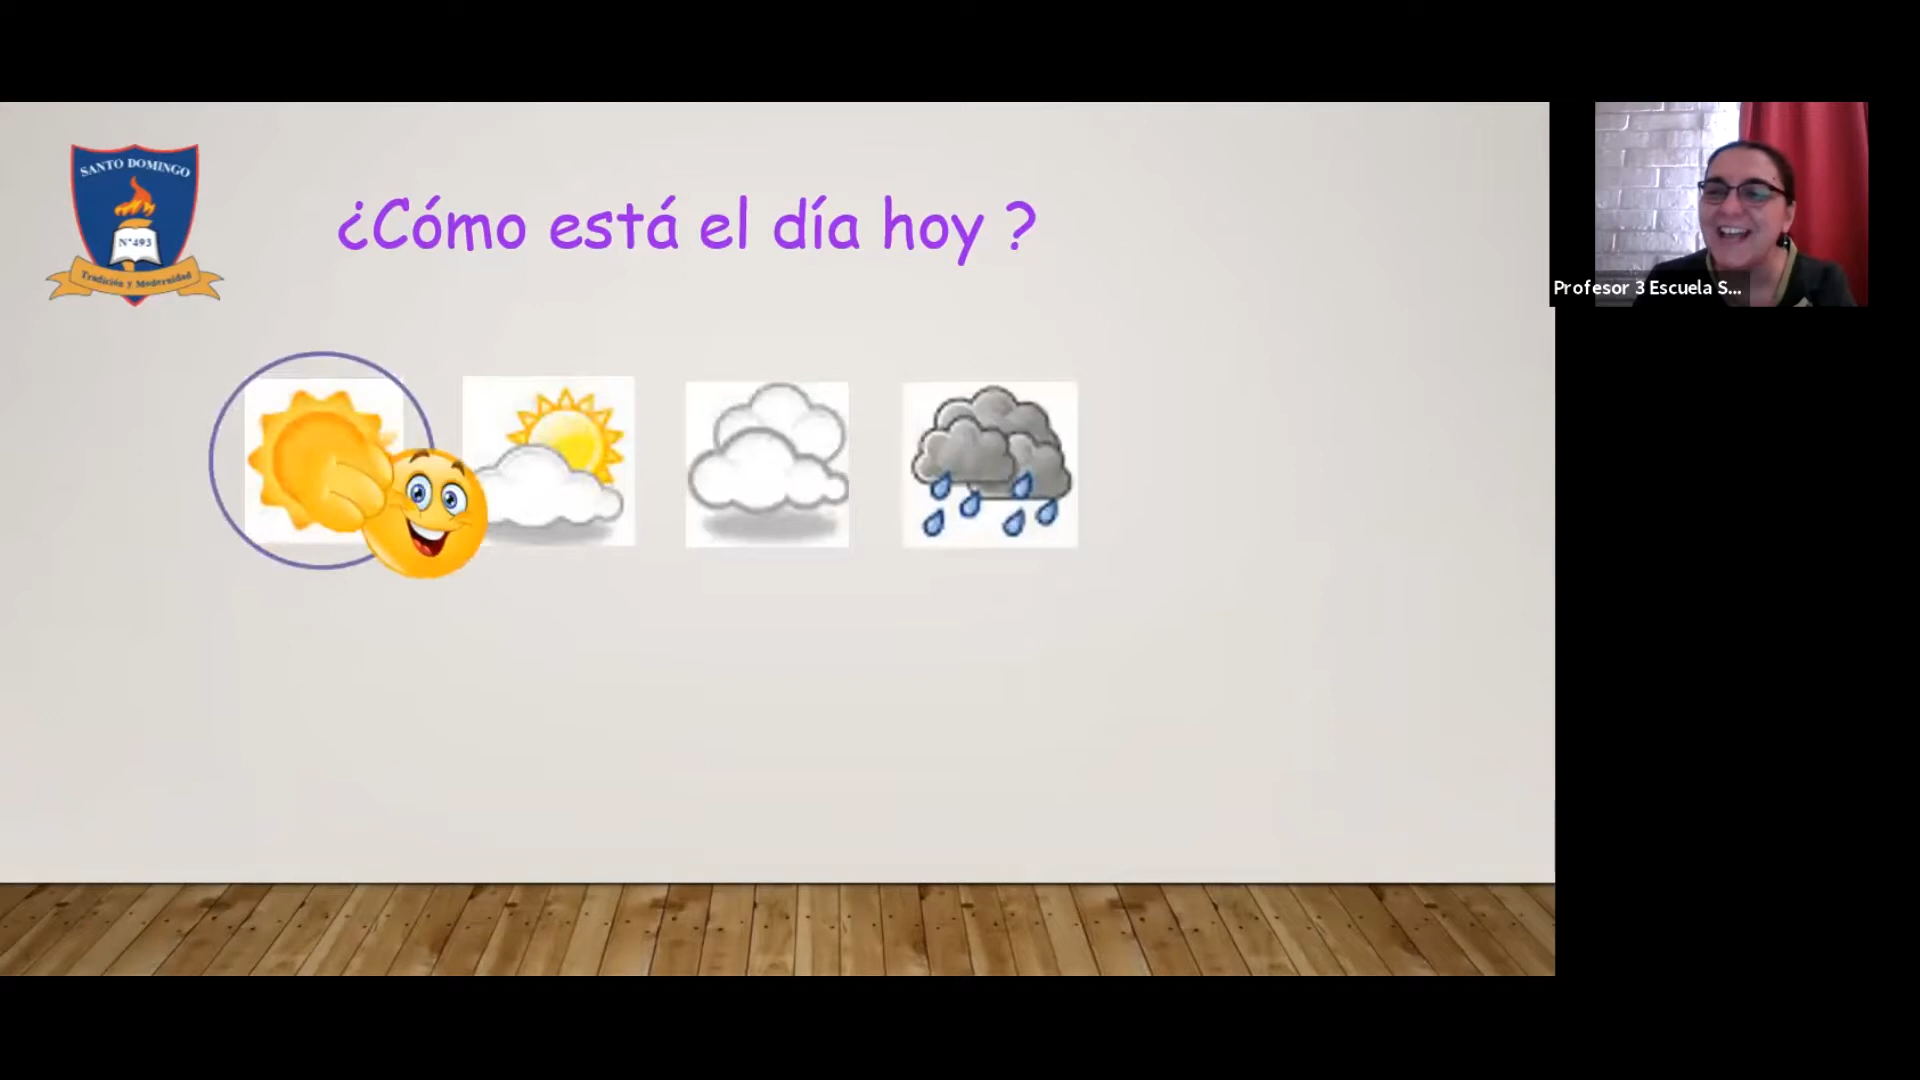 SANTO DOMINGO
N°493
Tradición y Modernidad
¿Cómo está el día hoy ?
Profesor 3 Escuela S...